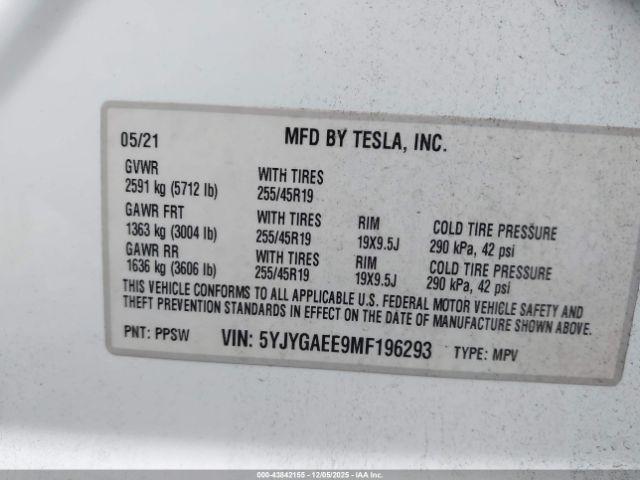 05/21 MFD BY TESLA, INC.
GVWR
2591 kg (5712 lb) WITH TIRES 255/45R19
GAWR FRT
1363 kg (3004 lb) WITH TIRES 255/45R19 RIM 19X9.5J COLD TIRE PRESSURE 290 kPa, 42 psi
GAWR RR
1636 kg (3606 lb) WITH TIRES 255/45R19 RIM 19X9.5J COLD TIRE PRESSURE 290 kPa, 42 psi
THIS VEHICLE CONFORMS TO ALL APPLICABLE U.S. FEDERAL MOTOR VEHICLE SAFETY AND
THEFT PREVENTION STANDARDS IN EFFECT ON THE DATE OF MANUFACTURE SHOWN ABOVE.
PNT: PPSW VIN: 5YJYGAEE9MF196293 TYPE: MPV
000-43842155 - 12/05/2025 - IAAI.COM